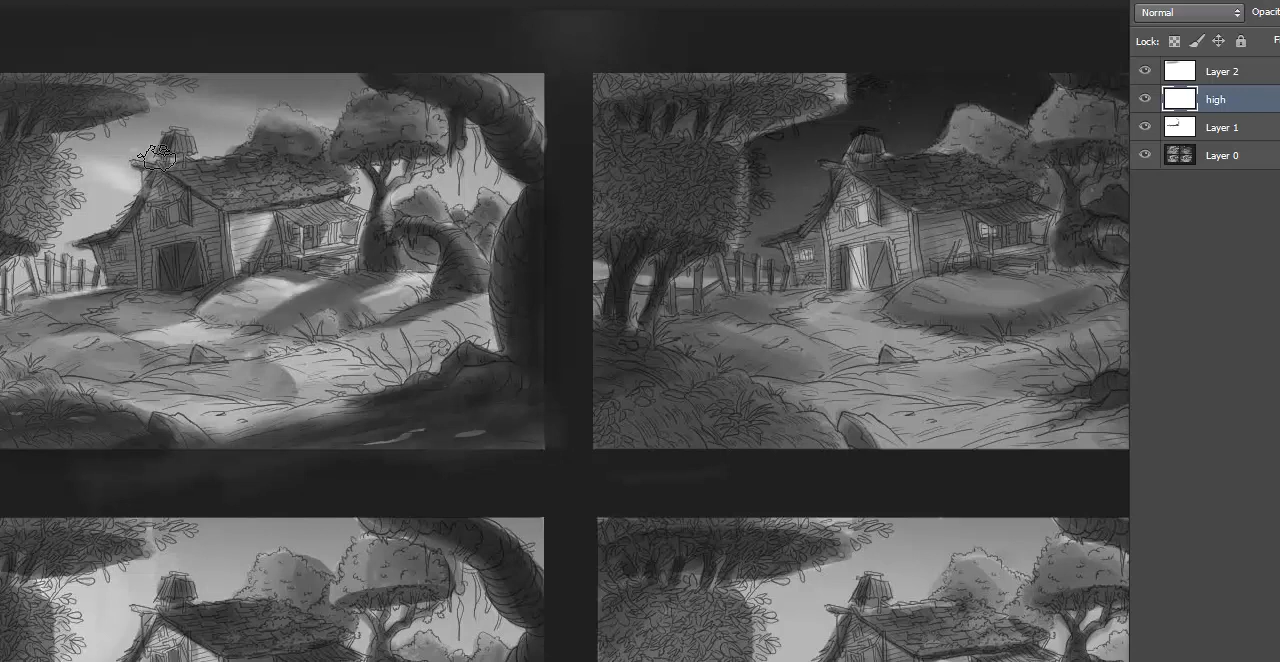 Normal
Opacit
Lock:
F
Layer 2
high
Layer 1
Layer 0